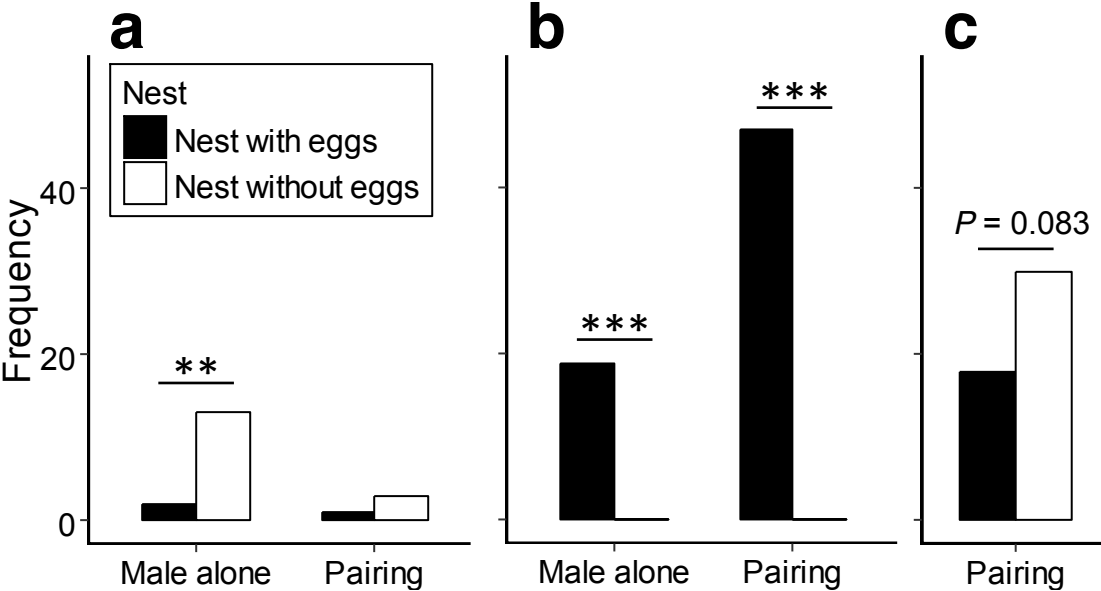 a
b
c
Nest
Nest with eggs
Nest without eggs
Frequency
40
20
0
**
***
***
P = 0.083
Male alone
Pairing
Male alone
Pairing
Pairing